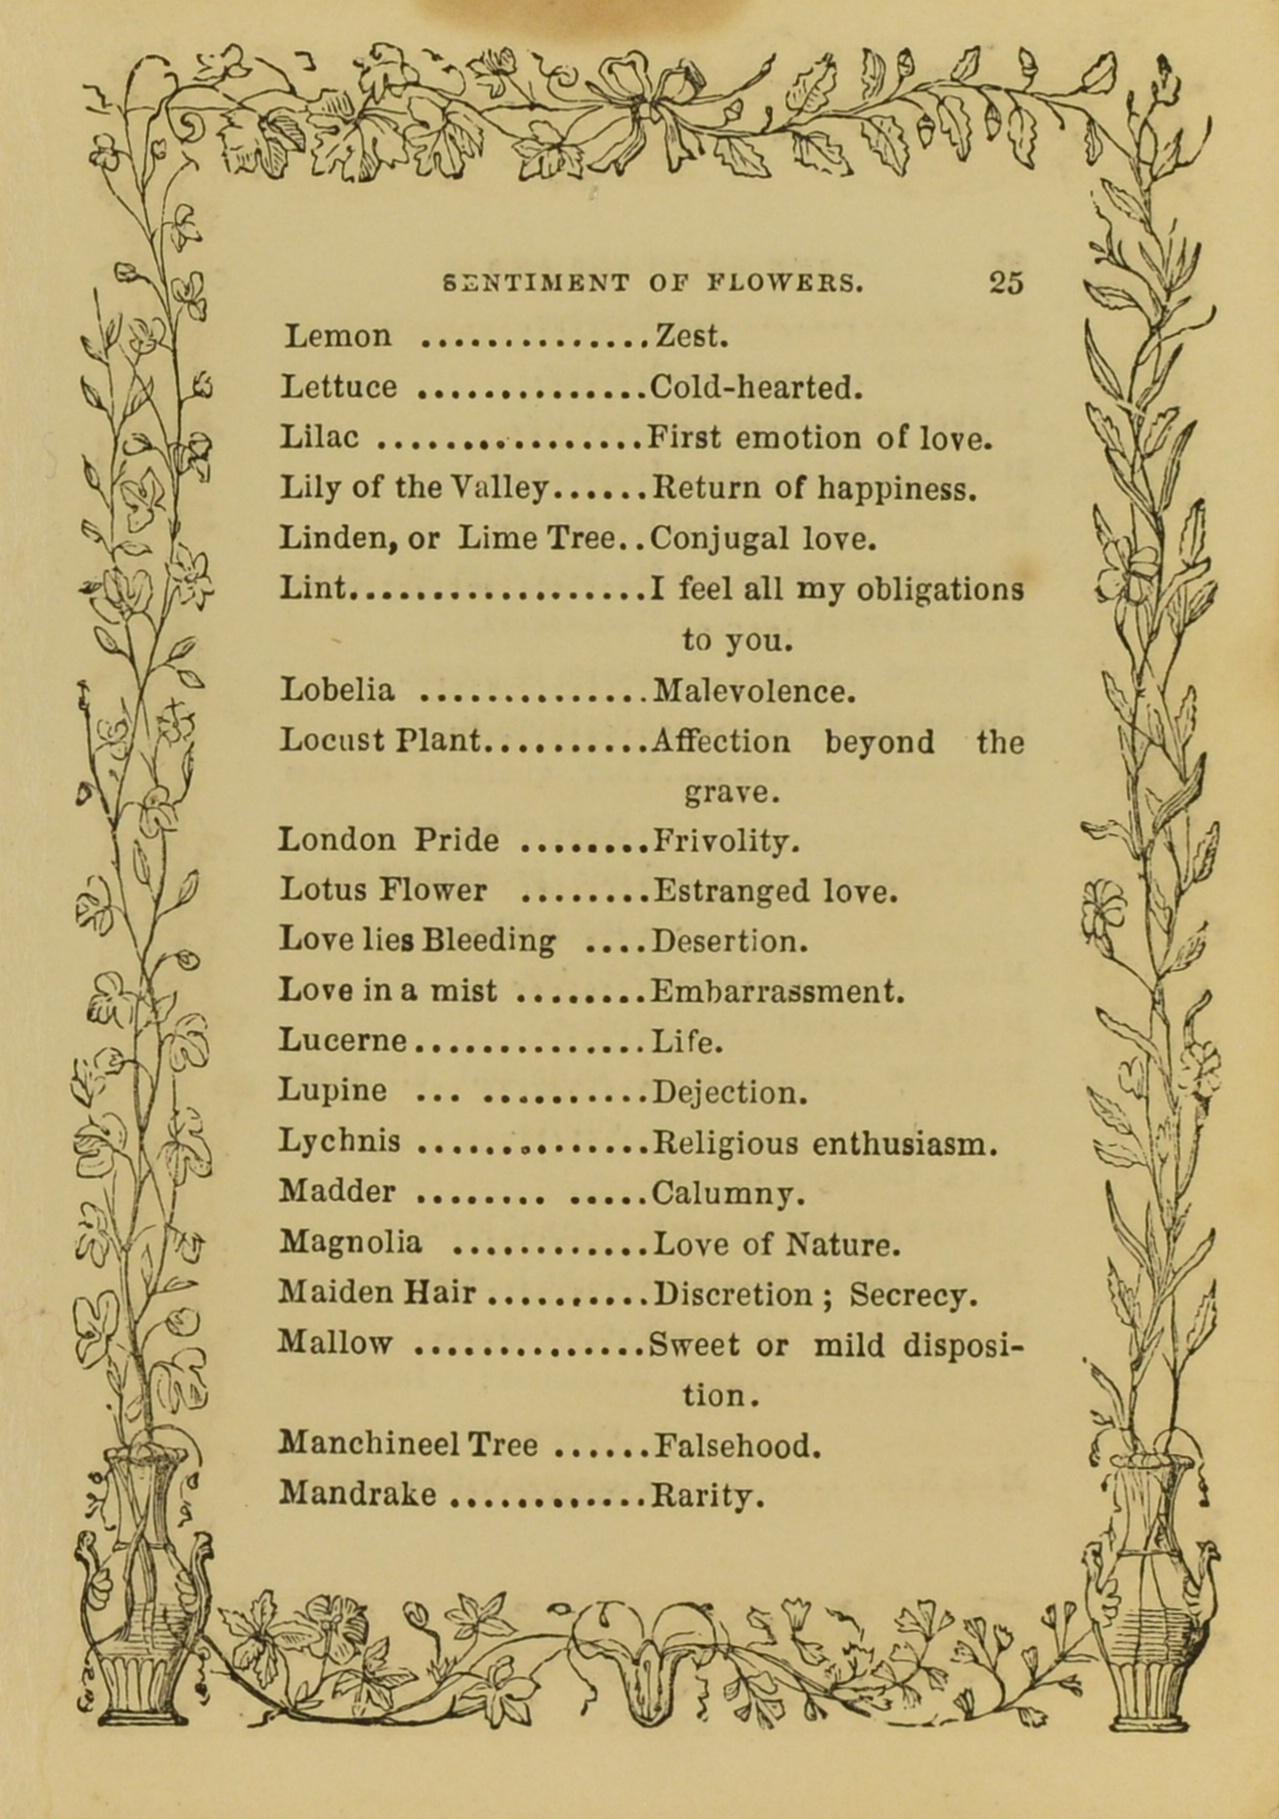 SENTIMENT OF FLOWERS. 25
Lemon ..............Zest.
Lettuce ..............Cold-hearted.
Lilac ................First emotion of love.
Lily of the Valley......Return of happiness.
Linden, or Lime Tree..Conjugal love.
Lint..................I feel all my obligations
to you.
Lobelia ..............Malevolence.
Locust Plant..........Affection beyond the
grave.
London Pride ........Frivolity.
Lotus Flower ........Estranged love.
Love lies Bleeding ....Desertion.
Love in a mist ........Embarrassment.
Lucerne..............Life.
Lupine ... ..........Dejection.
Lychnis ..............Religious enthusiasm.
Madder ........ .....Calumny.
Magnolia ............Love of Nature.
Maiden Hair ..........Discretion ; Secrecy.
Mallow ..............Sweet or mild disposi-
tion.
Manchineel Tree ......Falsehood.
Mandrake ............Rarity.